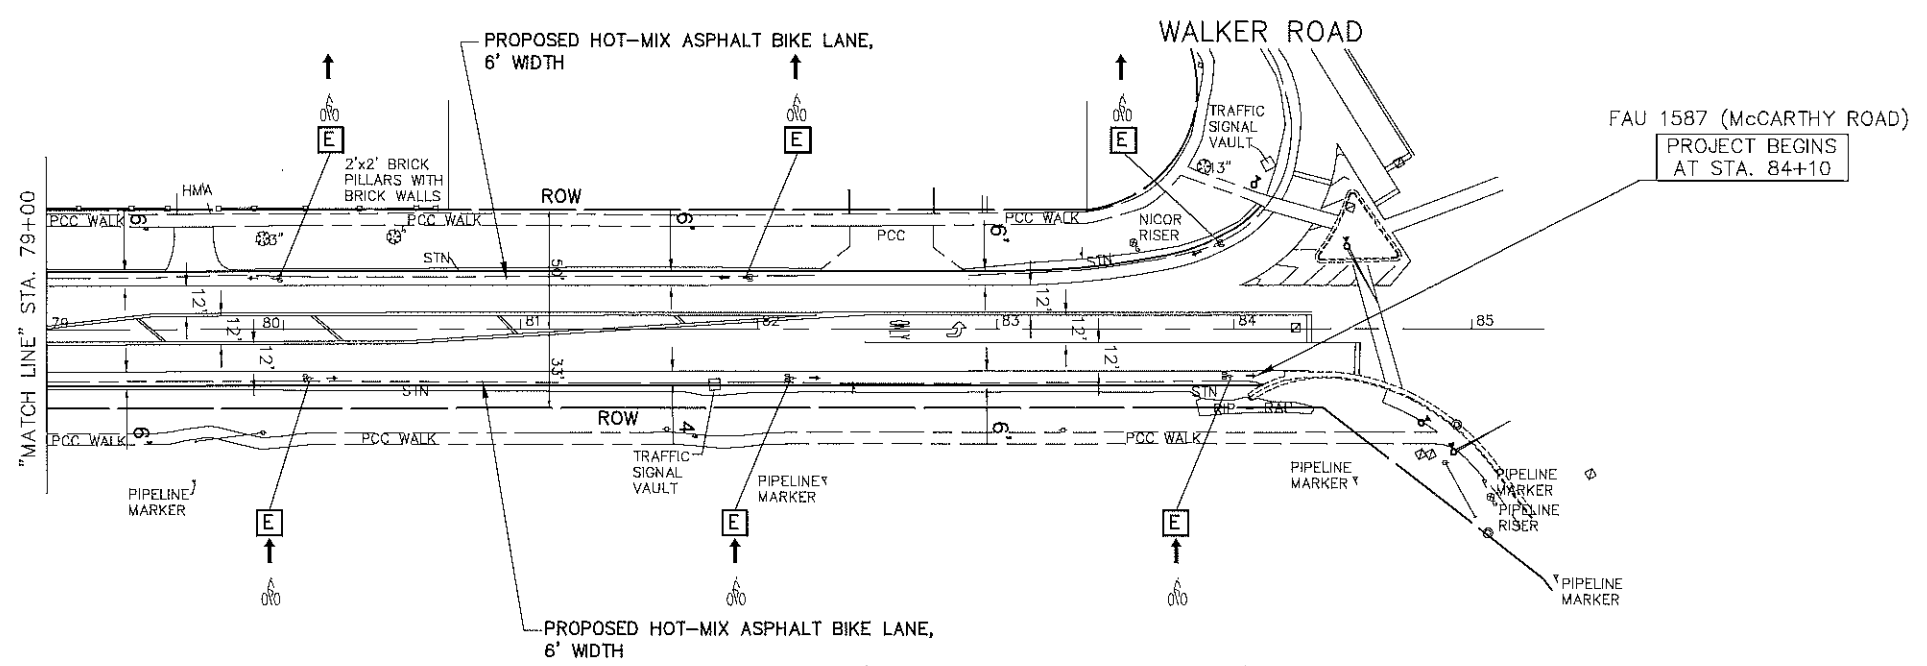 WALKER ROAD
PROPOSED HOT-MIX ASPHALT BIKE LANE,
6' WIDTH
FAU 1587 (McCARTHY ROAD)
PROJECT BEGINS
AT STA. 84+10
TRAFFIC
SIGNAL
VAULT
E
E
E
2'x2' BRICK
PILLARS WITH
BRICK WALLS
HMA
ROW
13"
"MATCH LINE" STA. 79+00
PCC WALK
PCC WALK
PCC WALK
6'
6'
6'
PCC
NICOR
RISER
STN
STN
50'
12'
12'
12'
12'
12'
12'
79
80
81
82
83
84
85
33'
STN
STN
RIP-RAP
ROW
PCC WALK
PCC WALK
PCC WALK
6'
4'
6'
TRAFFIC
SIGNAL
VAULT
PIPELINE
MARKER
PIPELINE
MARKER
PIPELINE
MARKER
PIPELINE
MARKER
PIPELINE
RISER
E
E
E
PIPELINE
MARKER
PROPOSED HOT-MIX ASPHALT BIKE LANE,
6' WIDTH